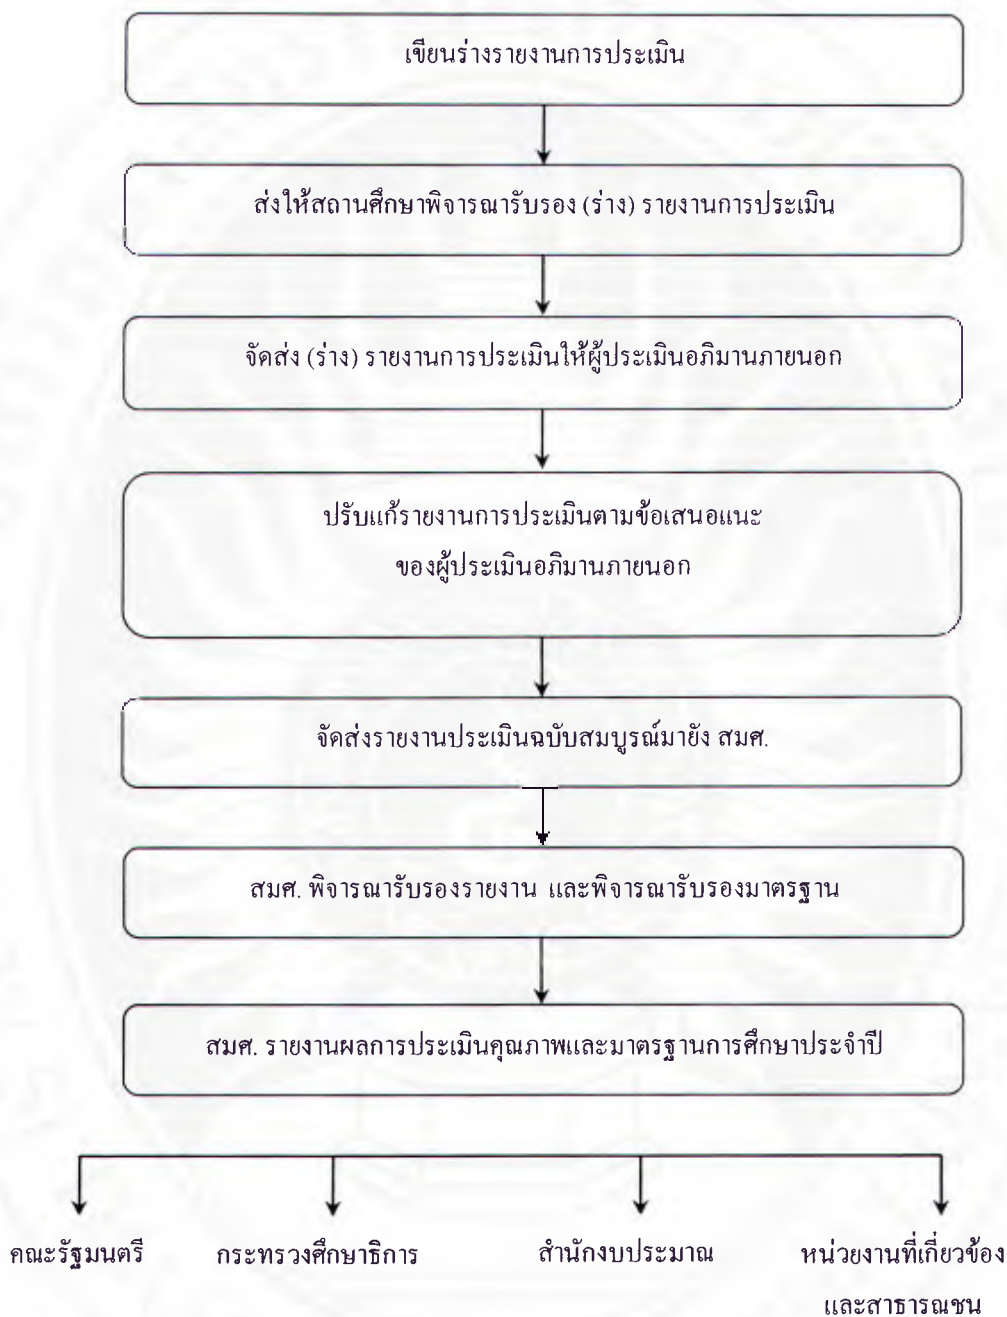 เขียนร่างรายงานการประเมิน
ส่งให้สถานศึกษาพิจารณารับรอง (ร่าง) รายงานการประเมิน
จัดส่ง (ร่าง) รายงานการประเมินให้ผู้ประเมินอภิมานภายนอก
ปรับแก้รายงานการประเมินตามข้อเสนอแนะ
ของผู้ประเมินอภิมานภายนอก
จัดส่งรายงานประเมินฉบับสมบูรณ์มายัง สมศ.
สมศ. พิจารณารับรองรายงาน และพิจารณารับรองมาตรฐาน
สมศ. รายงานผลการประเมินคุณภาพและมาตรฐานการศึกษาประจำปี
คณะรัฐมนตรี
กระทรวงศึกษาธิการ
สำนักงบประมาณ
หน่วยงานที่เกี่ยวข้อง
และสาธารณชน